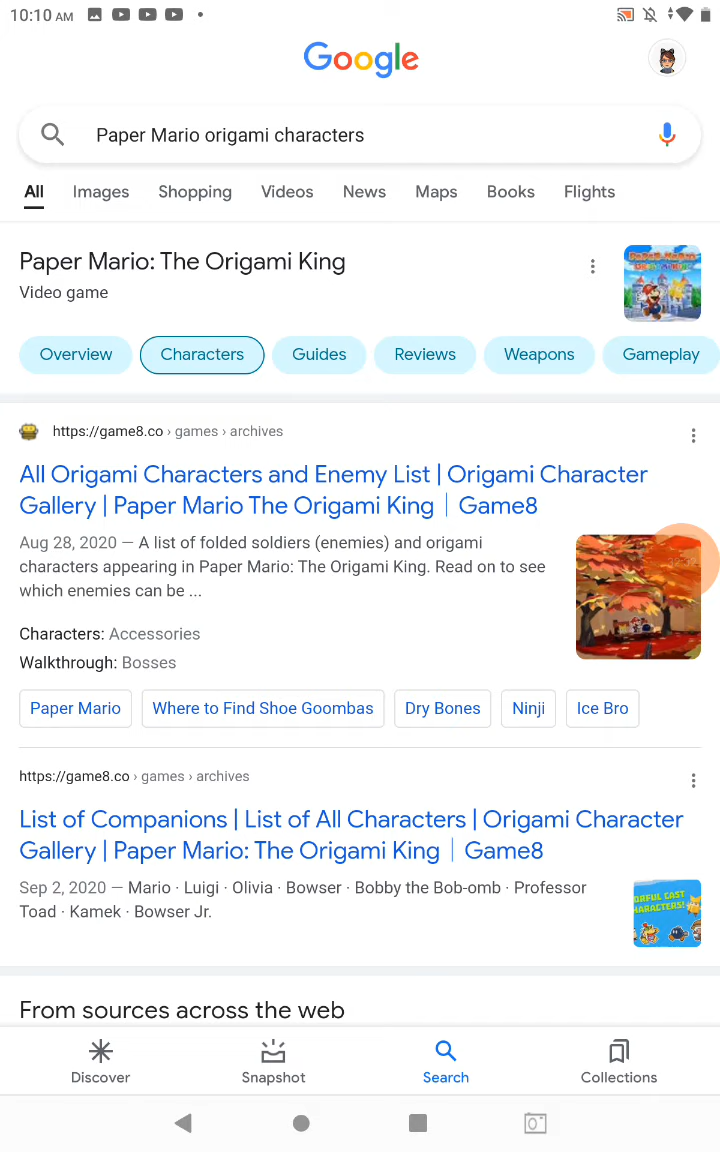 10:10 AM
Google
Paper Mario origami characters
All Images Shopping Videos News Maps Books Flights
Paper Mario: The Origami King
Video game
Overview Characters Guides Reviews Weapons Gameplay
https://game8.co › games › archives
All Origami Characters and Enemy List | Origami Character
Gallery | Paper Mario The Origami King｜Game8
Aug 28, 2020 — A list of folded soldiers (enemies) and origami
characters appearing in Paper Mario: The Origami King. Read on to see
which enemies can be ...
Characters: Accessories
Walkthrough: Bosses
Paper Mario Where to Find Shoe Goombas Dry Bones Ninji Ice Bro
https://game8.co › games › archives
List of Companions | List of All Characters | Origami Character
Gallery | Paper Mario: The Origami King｜Game8
Sep 2, 2020 — Mario · Luigi · Olivia · Bowser · Bobby the Bob-omb · Professor
Toad · Kamek · Bowser Jr.
ORFUL CAST
HARACTERS!
From sources across the web
Discover Snapshot Search Collections